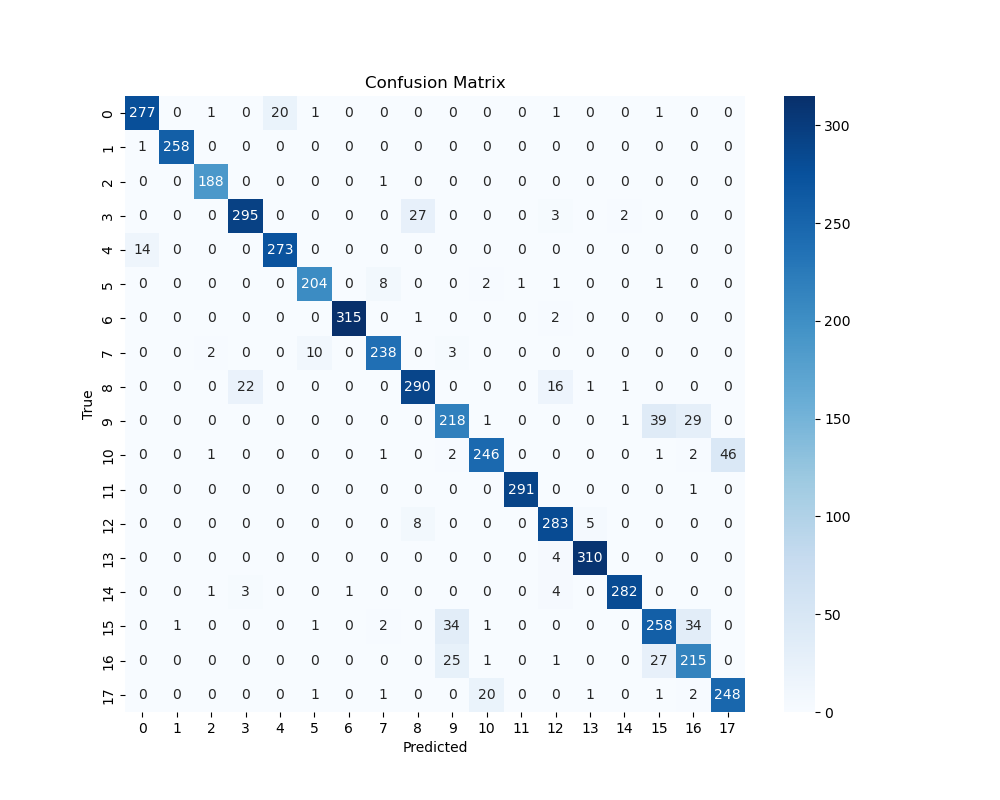 Confusion Matrix
0 277 0 1 0 20 1 0 0 0 0 0 0 1 0 0 1 0 0
1 1 258 0 0 0 0 0 0 0 0 0 0 0 0 0 0 0 0
2 0 0 188 0 0 0 0 1 0 0 0 0 0 0 0 0 0 0
3 0 0 0 295 0 0 0 0 27 0 0 0 3 0 2 0 0 0
4 14 0 0 0 273 0 0 0 0 0 0 0 0 0 0 0 0 0
5 0 0 0 0 0 204 0 8 0 0 2 1 1 0 0 1 0 0
6 0 0 0 0 0 0 315 0 1 0 0 0 2 0 0 0 0 0
7 0 0 2 0 0 10 0 238 0 3 0 0 0 0 0 0 0 0
8 0 0 0 22 0 0 0 0 290 0 0 0 16 1 1 0 0 0
9 0 0 0 0 0 0 0 0 0 218 1 0 0 0 1 39 29 0
10 0 0 1 0 0 0 0 1 0 2 246 0 0 0 0 1 2 46
11 0 0 0 0 0 0 0 0 0 0 0 291 0 0 0 0 1 0
12 0 0 0 0 0 0 0 0 8 0 0 0 283 5 0 0 0 0
13 0 0 0 0 0 0 0 0 0 0 0 0 4 310 0 0 0 0
14 0 0 1 3 0 0 1 0 0 0 0 0 4 0 282 0 0 0
15 0 1 0 0 0 1 0 2 0 34 1 0 0 0 0 258 34 0
16 0 0 0 0 0 0 0 0 0 25 1 0 1 0 0 27 215 0
17 0 0 0 0 0 1 0 1 0 0 20 0 0 1 0 1 2 248
0 1 2 3 4 5 6 7 8 9 10 11 12 13 14 15 16 17
Predicted
True
300
250
200
150
100
50
0